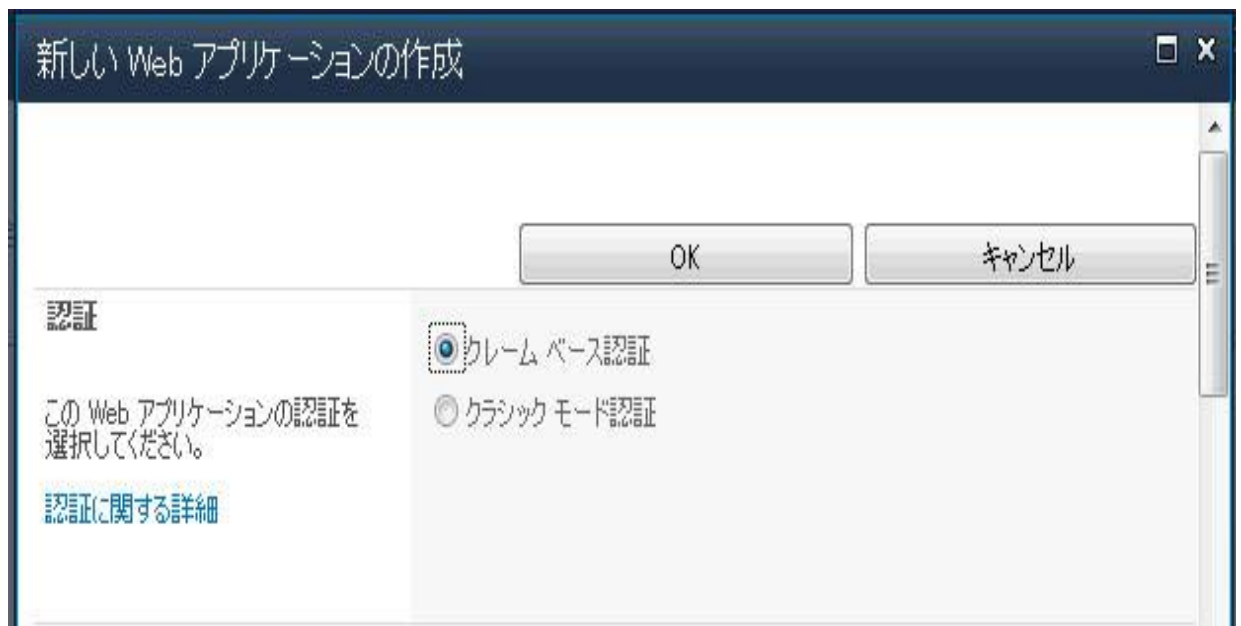 新しい Web アプリケーションの作成
OK
キャンセル
認証
クレーム ベース認証
クラシック モード認証
この Web アプリケーションの認証を
選択してください。
認証に関する詳細